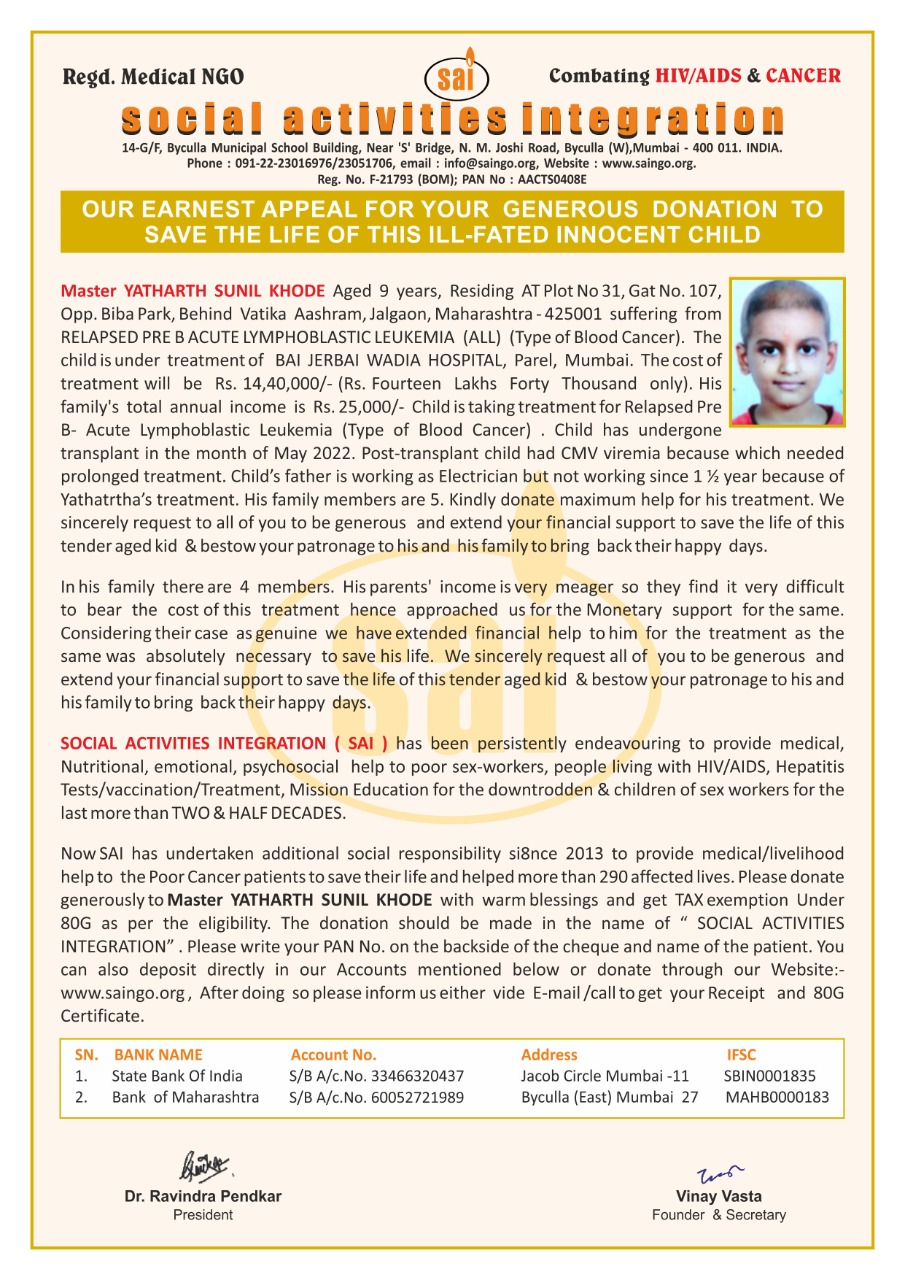 Regd. Medical NGO
sai
Combating HIV/AIDS & CANCER
social activities integration
14-G/F, Byculla Municipal School Building, Near 'S' Bridge, N. M. Joshi Road, Byculla (W),Mumbai - 400 011. INDIA.
Phone : 091-22-23016976/23051706, email : info@saingo.org, Website : www.saingo.org.
Reg. No. F-21793 (BOM); PAN No : AACTS0408E
OUR EARNEST APPEAL FOR YOUR GENEROUS DONATION TO
SAVE THE LIFE OF THIS ILL-FATED INNOCENT CHILD
Master YATHARTH SUNIL KHODE Aged 9 years, Residing AT Plot No 31, Gat No. 107,
Opp. Biba Park, Behind Vatika Aashram, Jalgaon, Maharashtra - 425001 suffering from
RELAPSED PRE B ACUTE LYMPHOBLASTIC LEUKEMIA (ALL) (Type of Blood Cancer). The
child is under treatment of BAI JERBAI WADIA HOSPITAL, Parel, Mumbai. The cost of
treatment will be Rs. 14,40,000/- (Rs. Fourteen Lakhs Forty Thousand only). His
family's total annual income is Rs. 25,000/- Child is taking treatment for Relapsed Pre
B- Acute Lymphoblastic Leukemia (Type of Blood Cancer) . Child has undergone
transplant in the month of May 2022. Post-transplant child had CMV viremia because which needed
prolonged treatment. Child's father is working as Electrician but not working since 1 ½ year because of
Yathatrtha's treatment. His family members are 5. Kindly donate maximum help for his treatment. We
sincerely request to all of you to be generous and extend your financial support to save the life of this
tender aged kid & bestow your patronage to his and his family to bring back their happy days.
In his family there are 4 members. His parents' income is very meager so they find it very difficult
to bear the cost of this treatment hence approached us for the Monetary support for the same.
Considering their case as genuine we have extended financial help to him for the treatment as the
same was absolutely necessary to save his life. We sincerely request all of you to be generous and
extend your financial support to save the life of this tender aged kid & bestow your patronage to his and
his family to bring back their happy days.
SOCIAL ACTIVITIES INTEGRATION ( SAI ) has been persistently endeavouring to provide medical,
Nutritional, emotional, psychosocial help to poor sex-workers, people living with HIV/AIDS, Hepatitis
Tests/vaccination/Treatment, Mission Education for the downtrodden & children of sex workers for the
last more than TWO & HALF DECADES.
Now SAI has undertaken additional social responsibility si8nce 2013 to provide medical/livelihood
help to the Poor Cancer patients to save their life and helped more than 290 affected lives. Please donate
generously to Master YATHARTH SUNIL KHODE with warm blessings and get TAX exemption Under
80G as per the eligibility. The donation should be made in the name of “ SOCIAL ACTIVITIES
INTEGRATION” . Please write your PAN No. on the backside of the cheque and name of the patient. You
can also deposit directly in our Accounts mentioned below or donate through our Website:-
www.saingo.org , After doing so please inform us either vide E-mail /call to get your Receipt and 80G
Certificate.
SN. BANK NAME Account No. Address IFSC
1. State Bank Of India S/B A/c.No. 33466320437 Jacob Circle Mumbai -11 SBIN0001835
2. Bank of Maharashtra S/B A/c.No. 60052721989 Byculla (East) Mumbai 27 MAHB0000183
Dr. Ravindra Pendkar
President
Vinay Vasta
Founder & Secretary